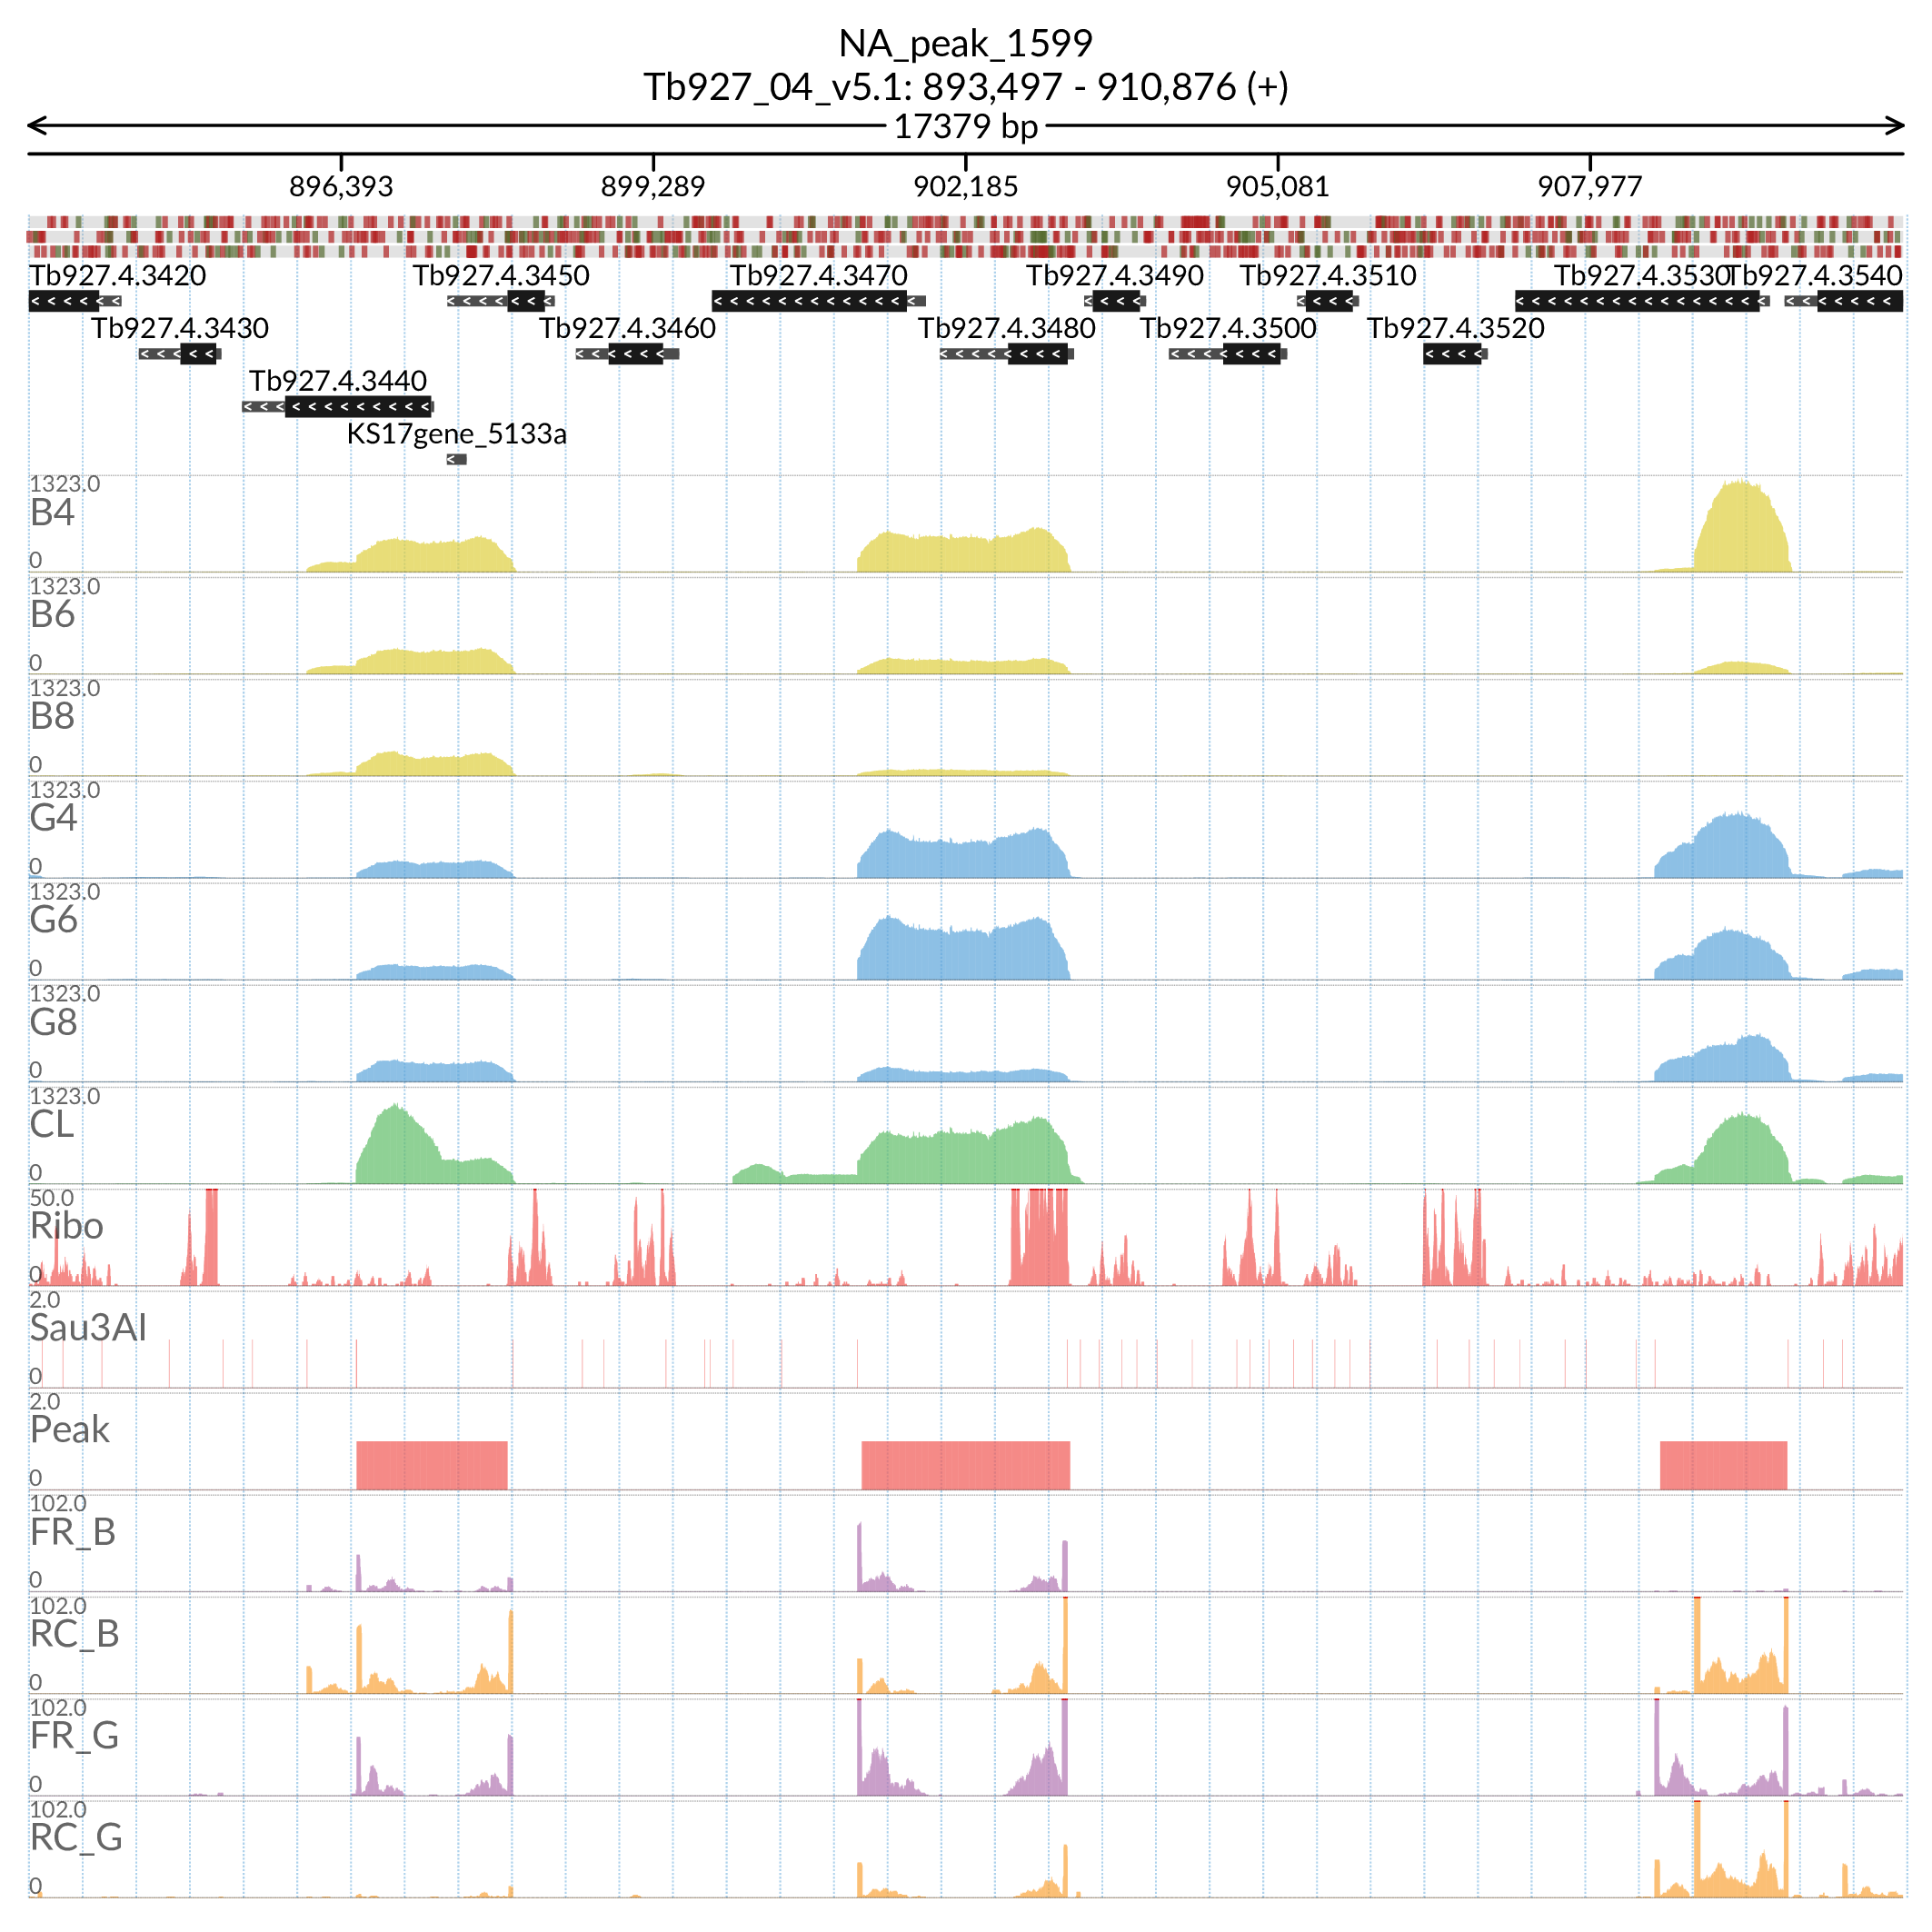 NA_peak_1599
Tb927_04_v5.1: 893,497 - 910,876 (+)
17379 bp
896,393 899,289 902,185 905,081 907,977
Tb927.4.3420 Tb927.4.3450 Tb927.4.3470 Tb927.4.3490 Tb927.4.3510 Tb927.4.3530 Tb927.4.3540
Tb927.4.3430 Tb927.4.3460 Tb927.4.3480 Tb927.4.3500 Tb927.4.3520
Tb927.4.3440
KS17gene_5133a
1323.0
B4
0
1323.0
B6
0
1323.0
B8
0
1323.0
G4
0
1323.0
G6
0
1323.0
G8
0
1323.0
CL
0
50.0
Ribo
0
2.0
Sau3AI
0
2.0
Peak
0
102.0
FR_B
0
102.0
RC_B
0
102.0
FR_G
0
102.0
RC_G
0